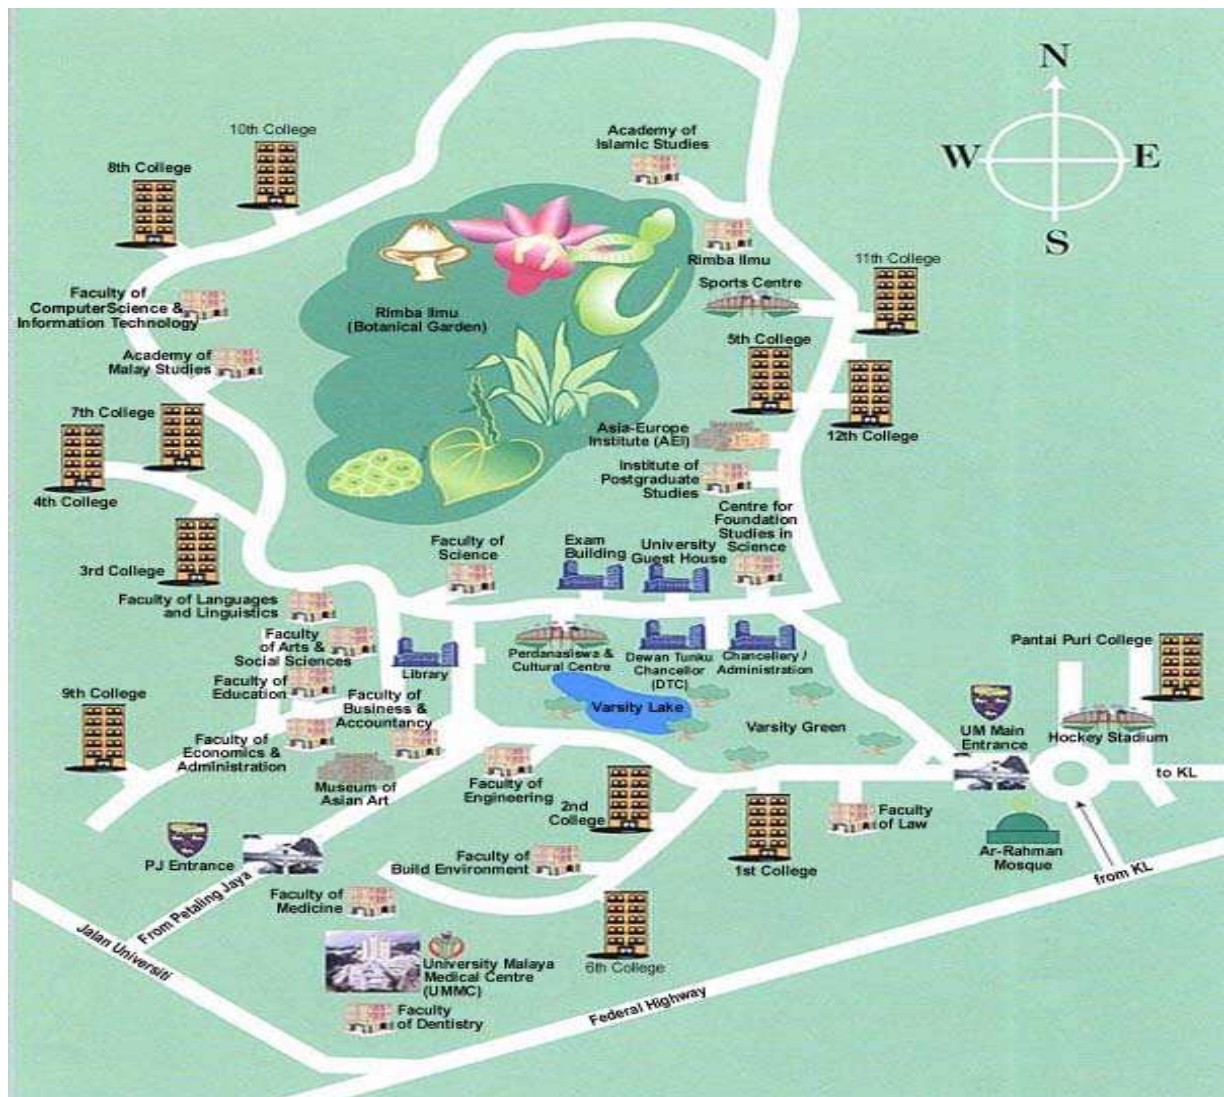 N
W
E
S
10th College
8th College
Academy of
Islamic Studies
Rimba Ilmu
11th College
Sports Centre
Faculty of
ComputerScience &
Information Technology
Rimba Ilmu
(Botanical Garden)
5th College
Academy of
Malay Studies
7th College
Asia-Europe
Institute (AEI)
12th College
4th College
Institute of
Postgraduate
Studies
Centre for
Foundation
Studies in
Science
Faculty of
Science
Exam
Building
University
Guest House
3rd College
Faculty of Languages
and Linguistics
Faculty
of Arts &
Social Sciences
Library
Perdanasiswa &
Cultural Centre
Dewan Tunku
Chancellor
(DTC)
Chancellery /
Administration
Pantai Puri College
Faculty of
Education
9th College
Faculty of
Business &
Accountancy
Varsity Lake
Varsity Green
UM Main
Entrance
Hockey Stadium
Faculty of
Economics &
Administration
Museum of
Asian Art
Faculty of
Engineering
2nd
College
to KL
Faculty
of Law
PJ Entrance
Faculty of
Build Environment
1st College
Ar-Rahman
Mosque
from KL
From Petaling Jaya
Faculty of
Medicine
Jalan Universiti
University Malaya
Medical Centre
(UMMC)
6th College
Faculty
of Dentistry
Federal Highway